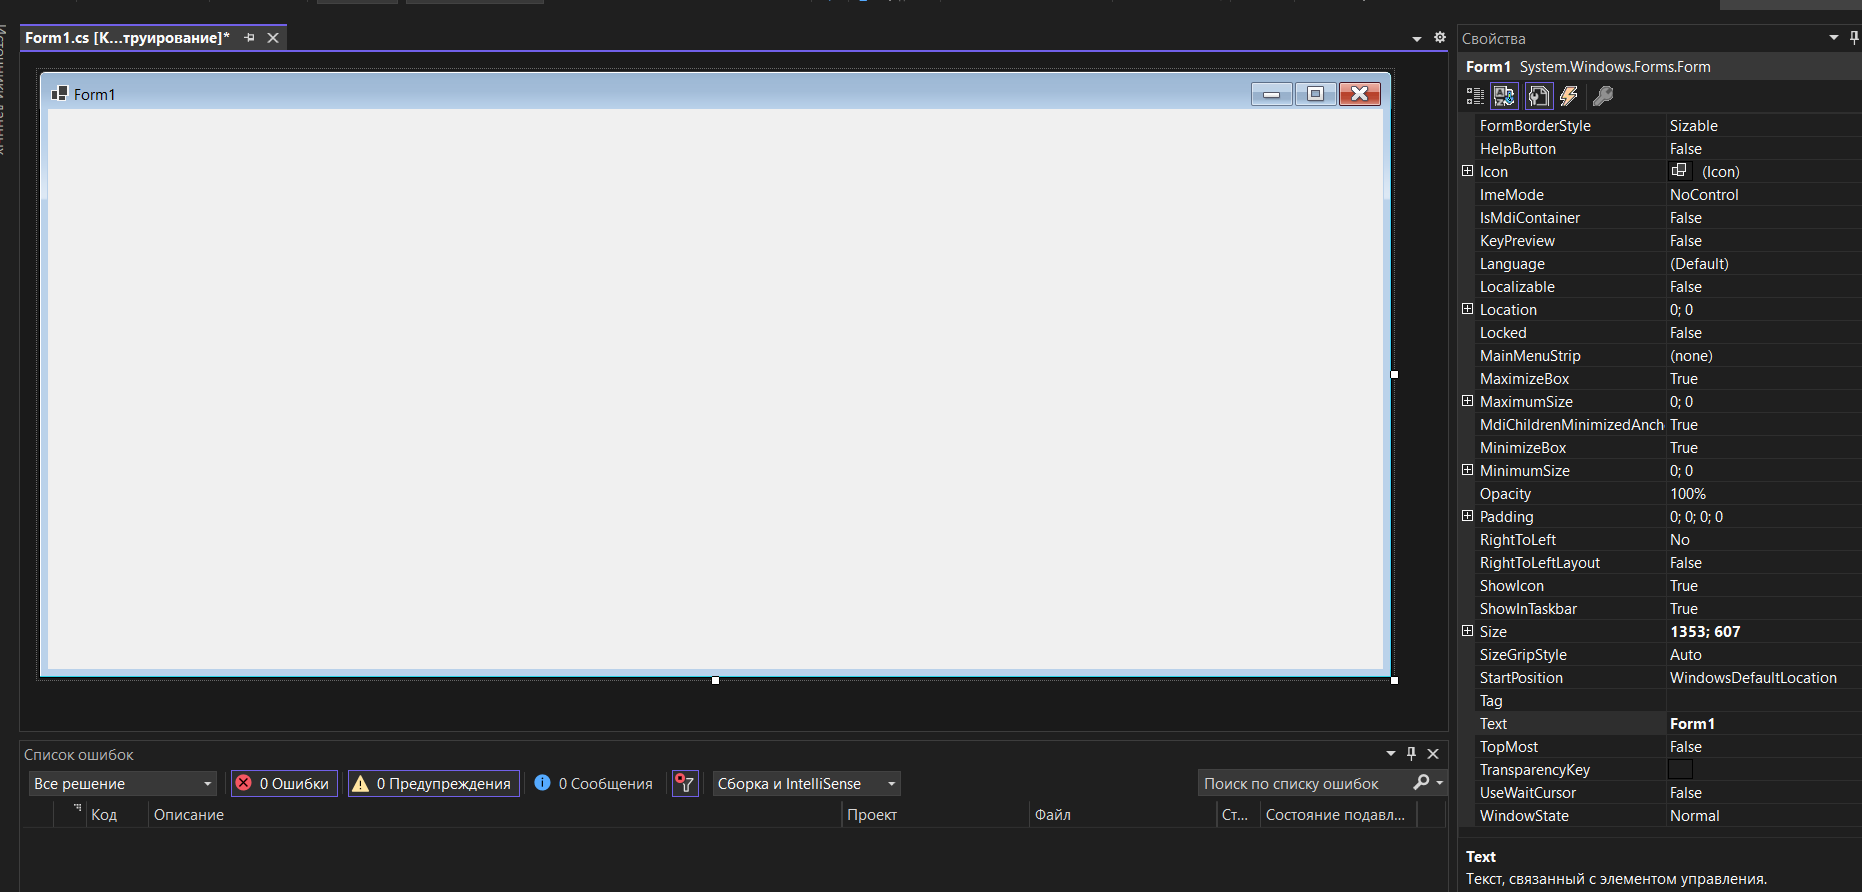 Form1.cs [К...труирование]*
Form1
Список ошибок
Все решение
0 Ошибки
0 Предупреждения
0 Сообщения
Сборка и IntelliSense
Поиск по списку ошибок
Код
Описание
Проект
Файл
Ст...
Состояние подавл...
Свойства
Form1 System.Windows.Forms.Form
FormBorderStyle Sizable
HelpButton False
Icon (Icon)
ImeMode NoControl
IsMdiContainer False
KeyPreview False
Language (Default)
Localizable False
Location 0; 0
Locked False
MainMenuStrip (none)
MaximizeBox True
MaximumSize 0; 0
MdiChildrenMinimizedAnch True
MinimizeBox True
MinimumSize 0; 0
Opacity 100%
Padding 0; 0; 0; 0
RightToLeft No
RightToLeftLayout False
ShowIcon True
ShowInTaskbar True
Size 1353; 607
SizeGripStyle Auto
StartPosition WindowsDefaultLocation
Tag
Text Form1
TopMost False
TransparencyKey
UseWaitCursor False
WindowState Normal
Text
Текст, связанный с элементом управления.